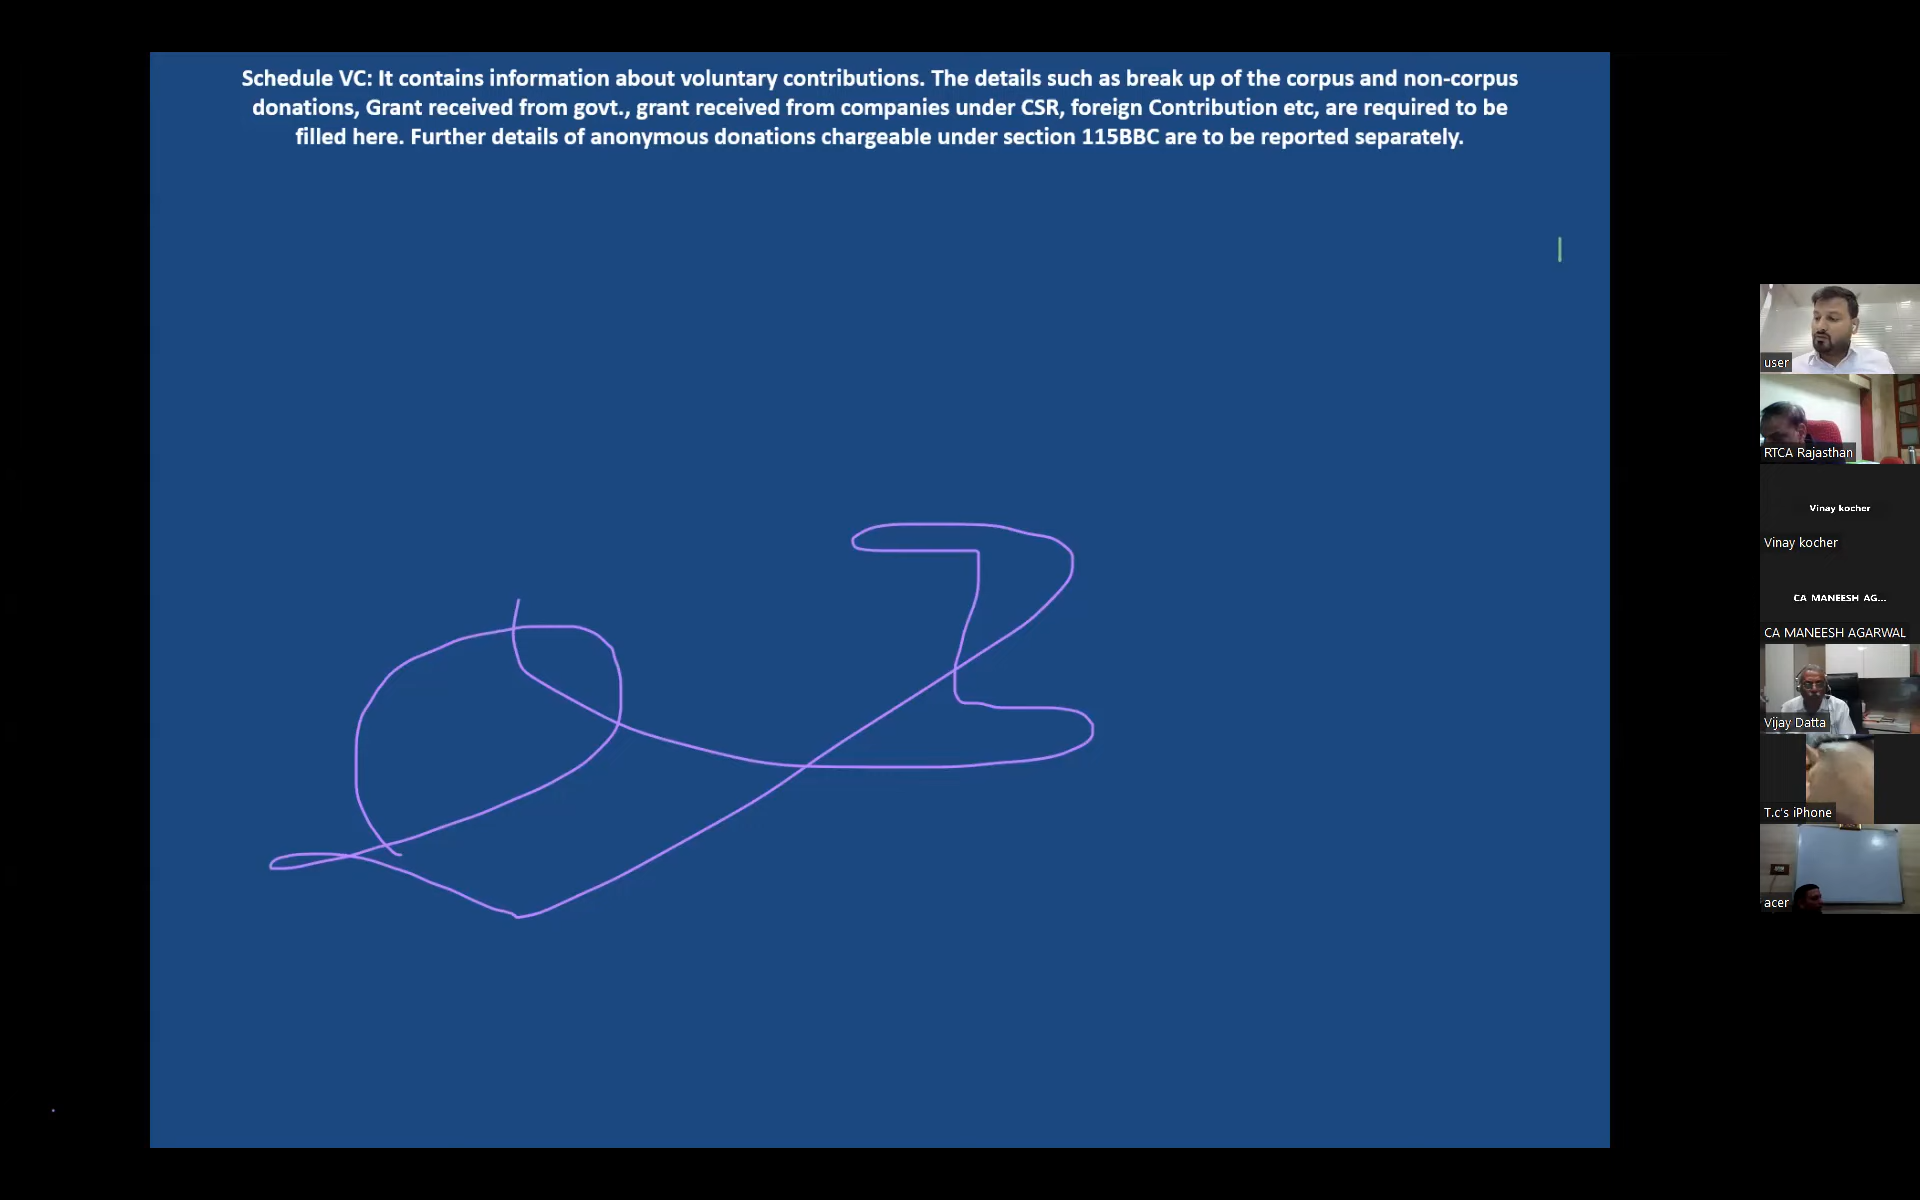 Schedule VC: It contains information about voluntary contributions. The details such as break up of the corpus and non-corpus
donations, Grant received from govt., grant received from companies under CSR, foreign Contribution etc, are required to be
filled here. Further details of anonymous donations chargeable under section 115BBC are to be reported separately.
user
RTCA Rajasthan
Vinay kocher
Vinay kocher
CA MANEESH AG...
CA MANEESH AGARWAL
Vijay Datta
T.c's iPhone
acer